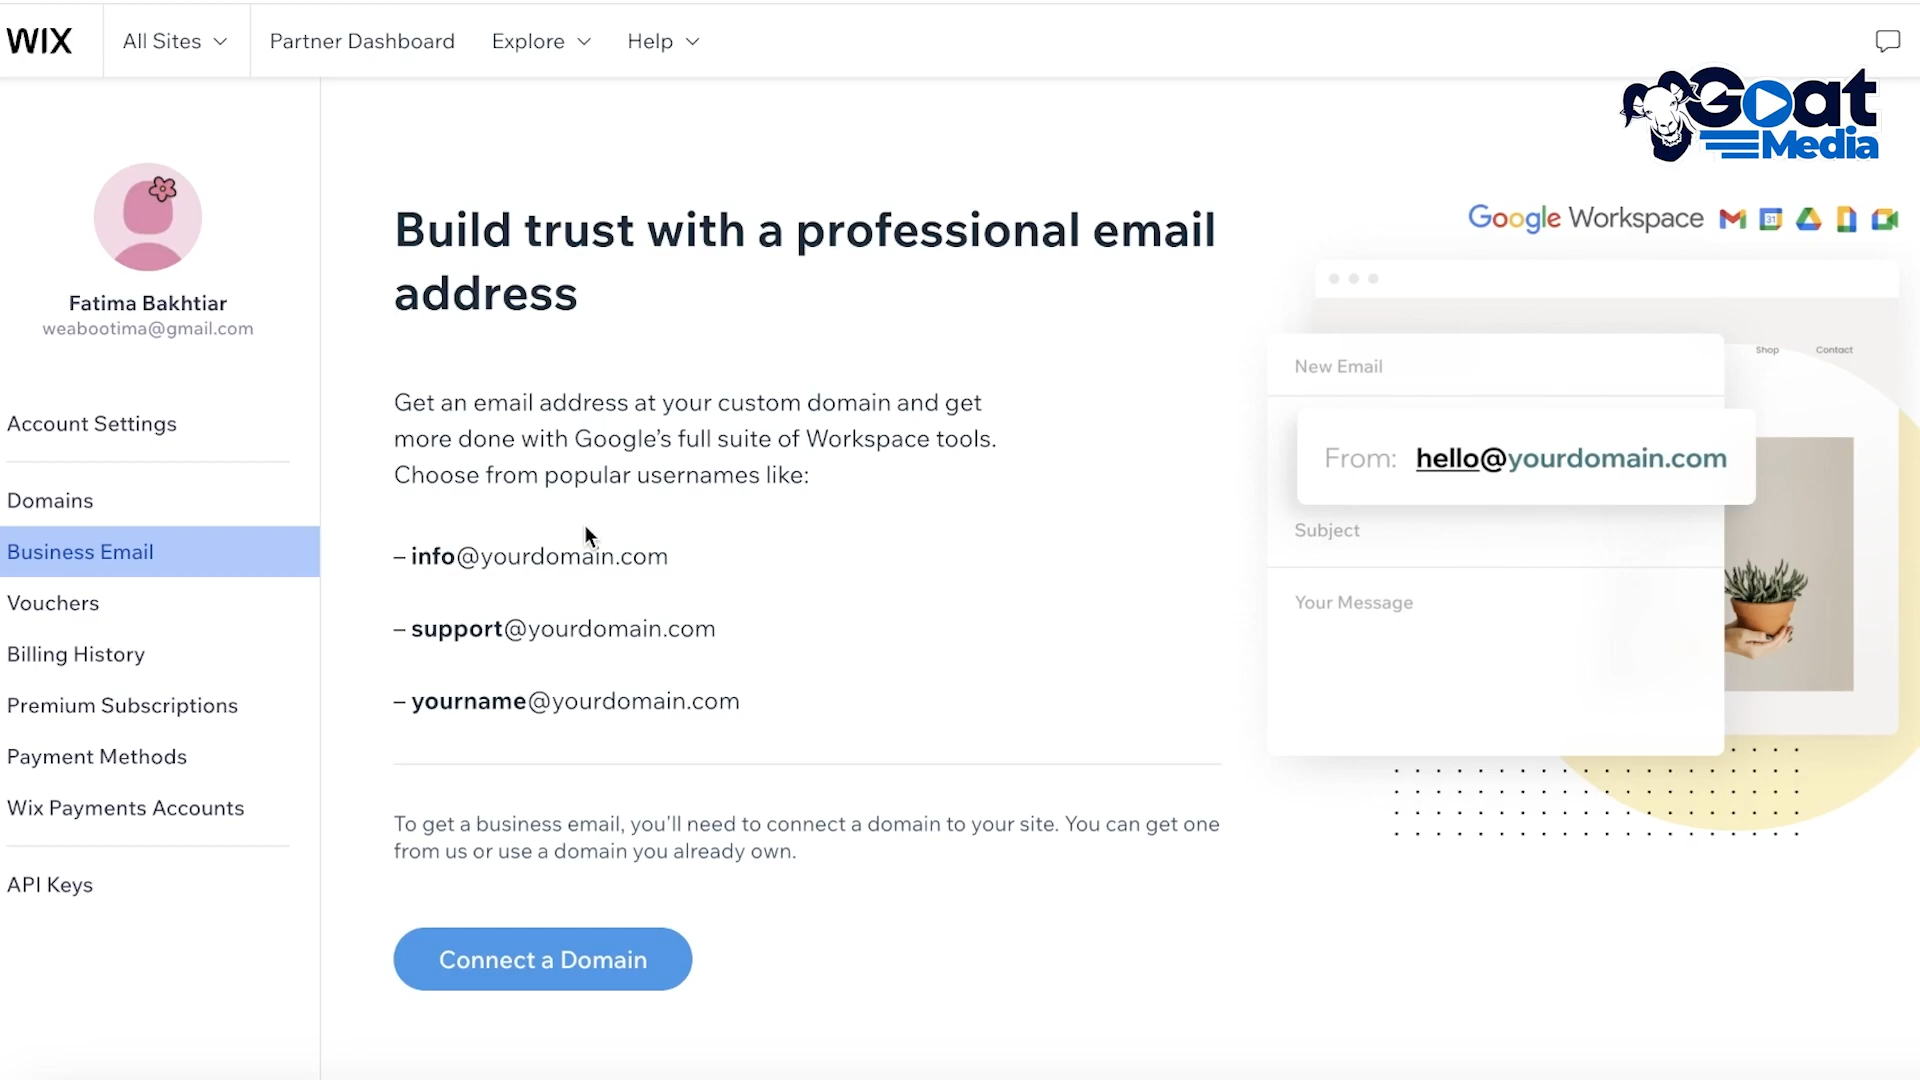 WIX
All Sites
Partner Dashboard
Explore
Help
Goat
Media
Fatima Bakhtiar
weabootima@gmail.com
Account Settings
Domains
Business Email
Vouchers
Billing History
Premium Subscriptions
Payment Methods
Wix Payments Accounts
API Keys
Build trust with a professional email
address
Get an email address at your custom domain and get
more done with Google's full suite of Workspace tools.
Choose from popular usernames like:
– info@yourdomain.com
– support@yourdomain.com
– yourname@yourdomain.com
To get a business email, you'll need to connect a domain to your site. You can get one
from us or use a domain you already own.
Connect a Domain
Google Workspace
31
Shop
Contact
New Email
From: hello@yourdomain.com
Subject
Your Message